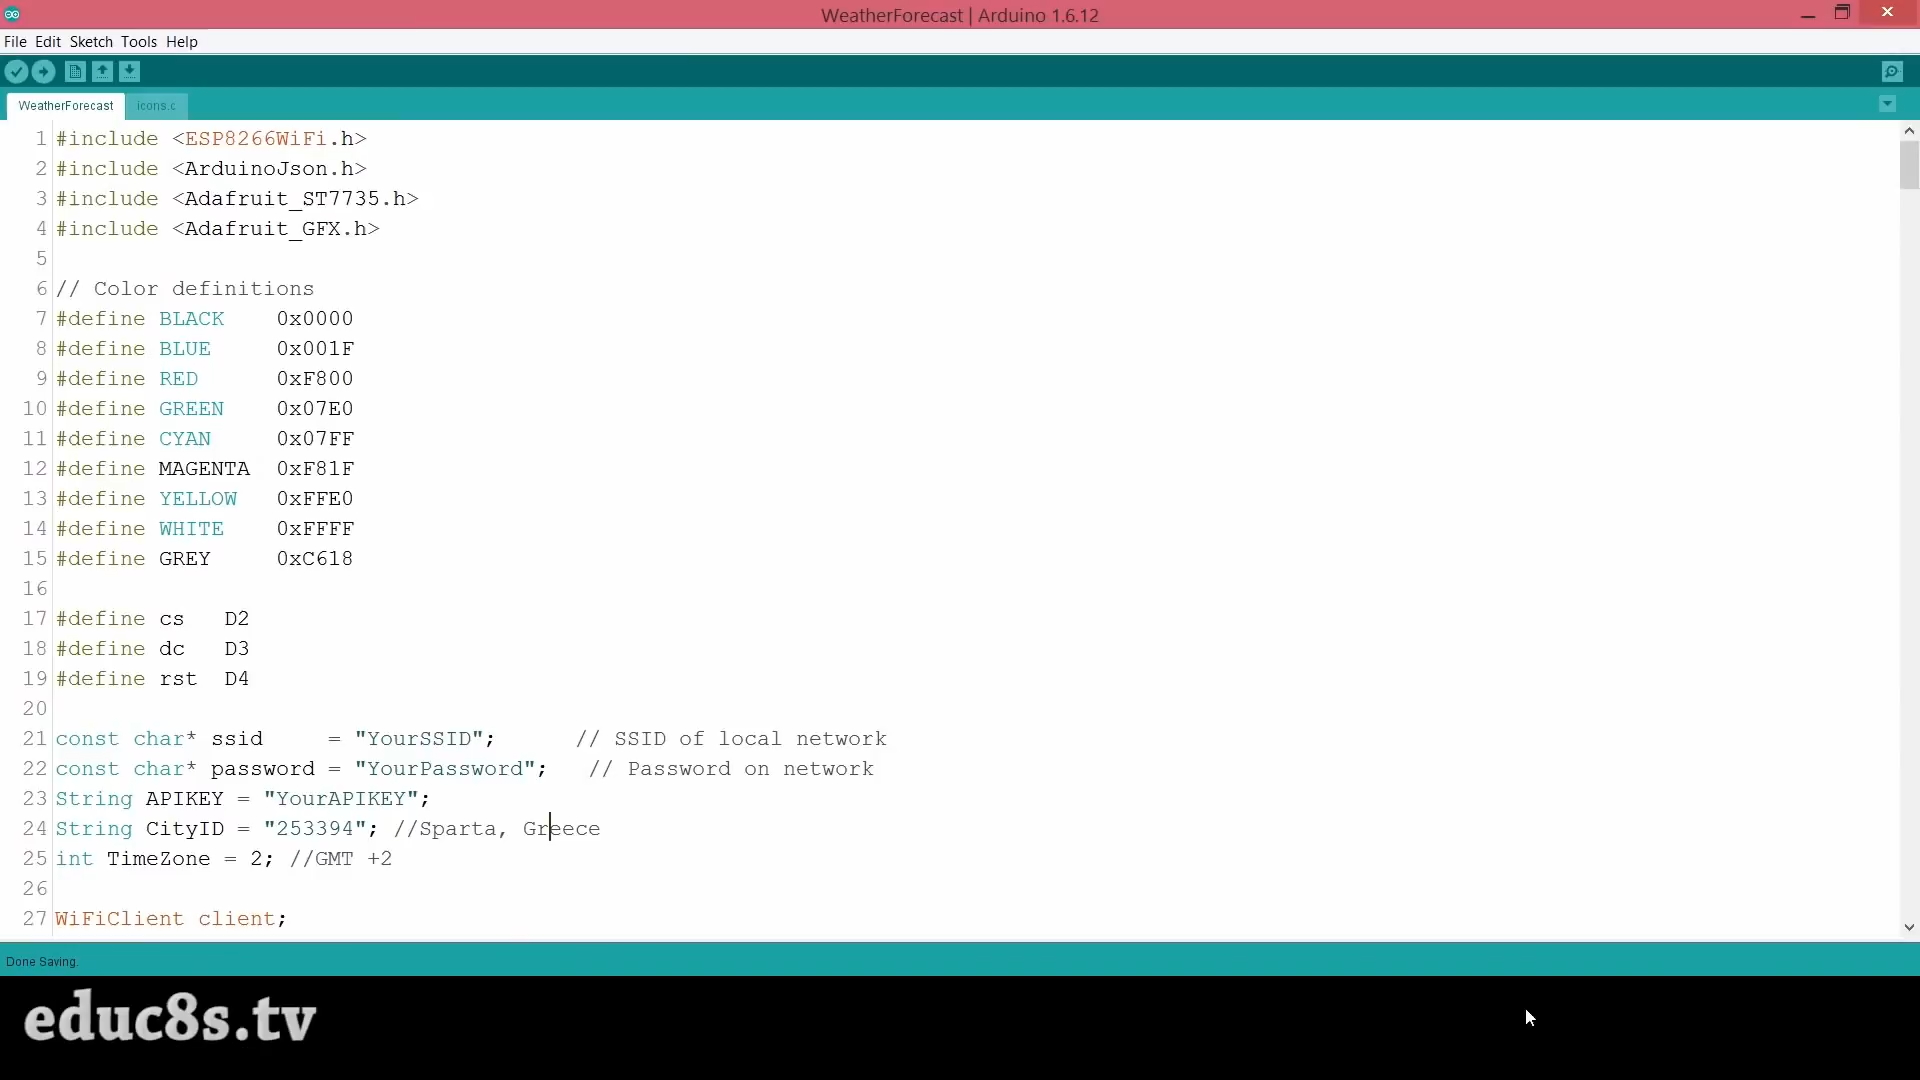 WeatherForecast | Arduino 1.6.12
File Edit Sketch Tools Help
WeatherForecast icons.c
1 #include <ESP8266WiFi.h>
2 #include <ArduinoJson.h>
3 #include <Adafruit_ST7735.h>
4 #include <Adafruit_GFX.h>
5
6 // Color definitions
7 #define BLACK    0x0000
8 #define BLUE     0x001F
9 #define RED      0xF800
10 #define GREEN    0x07E0
11 #define CYAN     0x07FF
12 #define MAGENTA  0xF81F
13 #define YELLOW   0xFFE0
14 #define WHITE    0xFFFF
15 #define GREY     0xC618
16
17 #define cs   D2
18 #define dc   D3
19 #define rst  D4
20
21 const char* ssid     = "YourSSID";      // SSID of local network
22 const char* password = "YourPassword";   // Password on network
23 String APIKEY = "YourAPIKEY";
24 String CityID = "253394"; //Sparta, Greece
25 int TimeZone = 2; //GMT +2
26
27 WiFiClient client;
Done Saving.
educ8s.tv